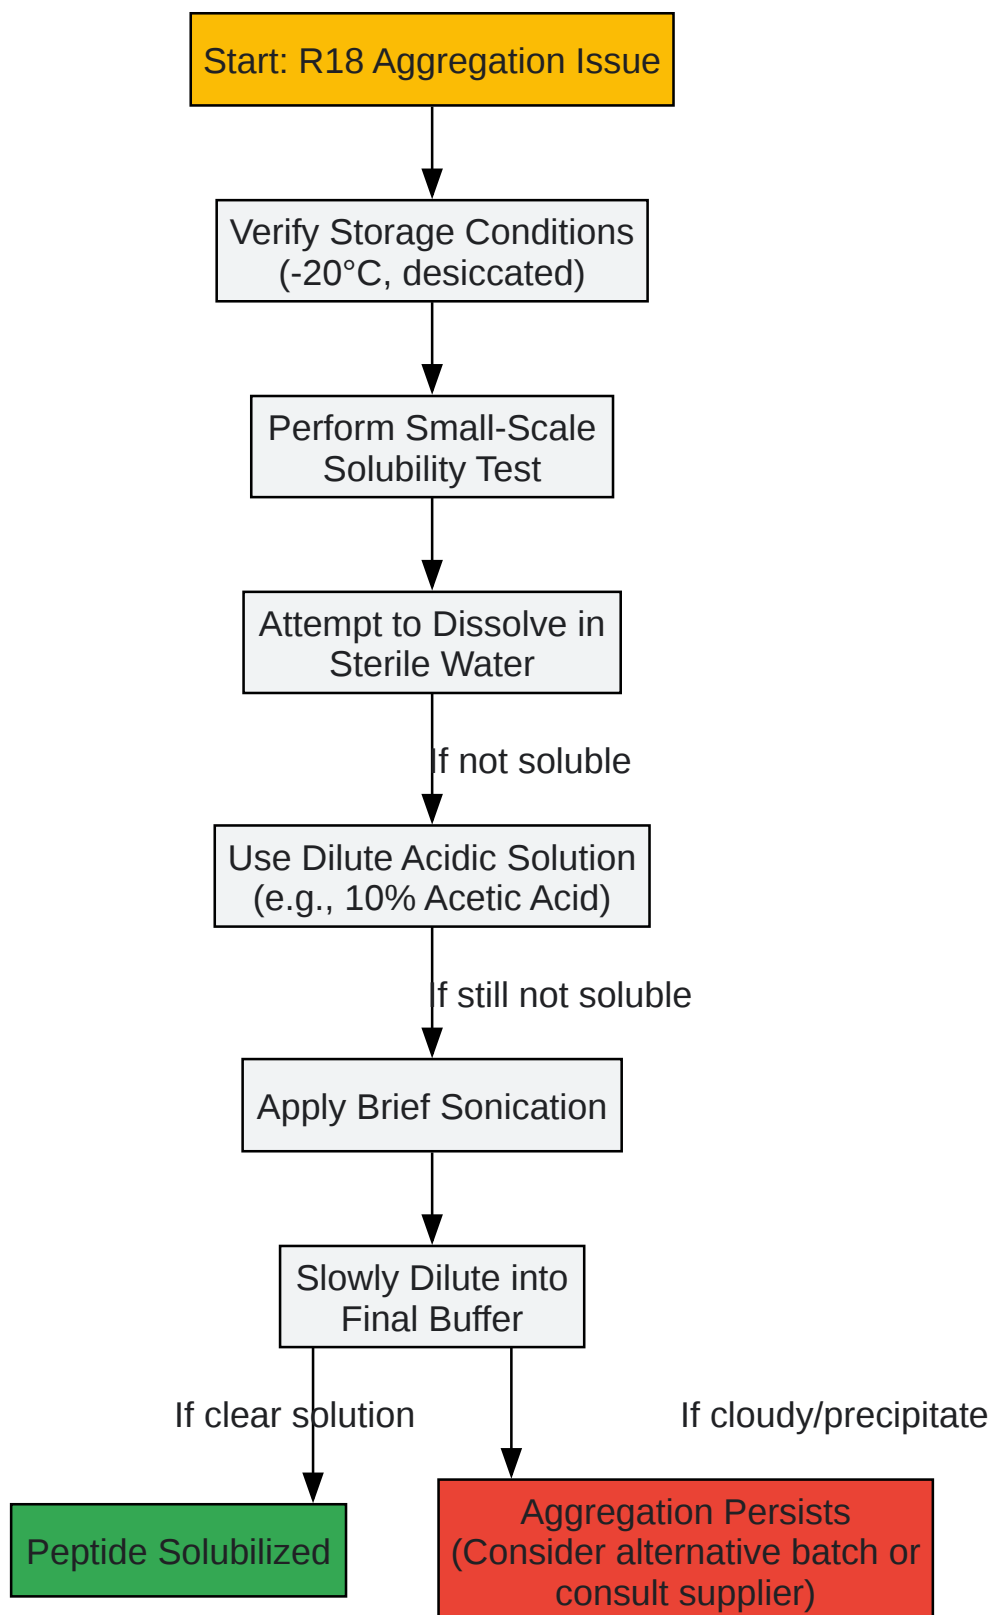 Start: R18 Aggregation Issue
Verify Storage Conditions
(-20°C, desiccated)
Perform Small-Scale
Solubility Test
Attempt to Dissolve in
Sterile Water
If not soluble
Use Dilute Acidic Solution
(e.g., 10% Acetic Acid)
If still not soluble
Apply Brief Sonication
Slowly Dilute into
Final Buffer
If clear solution
If cloudy/precipitate
Peptide Solubilized
Aggregation Persists
(Consider alternative batch or
consult supplier)